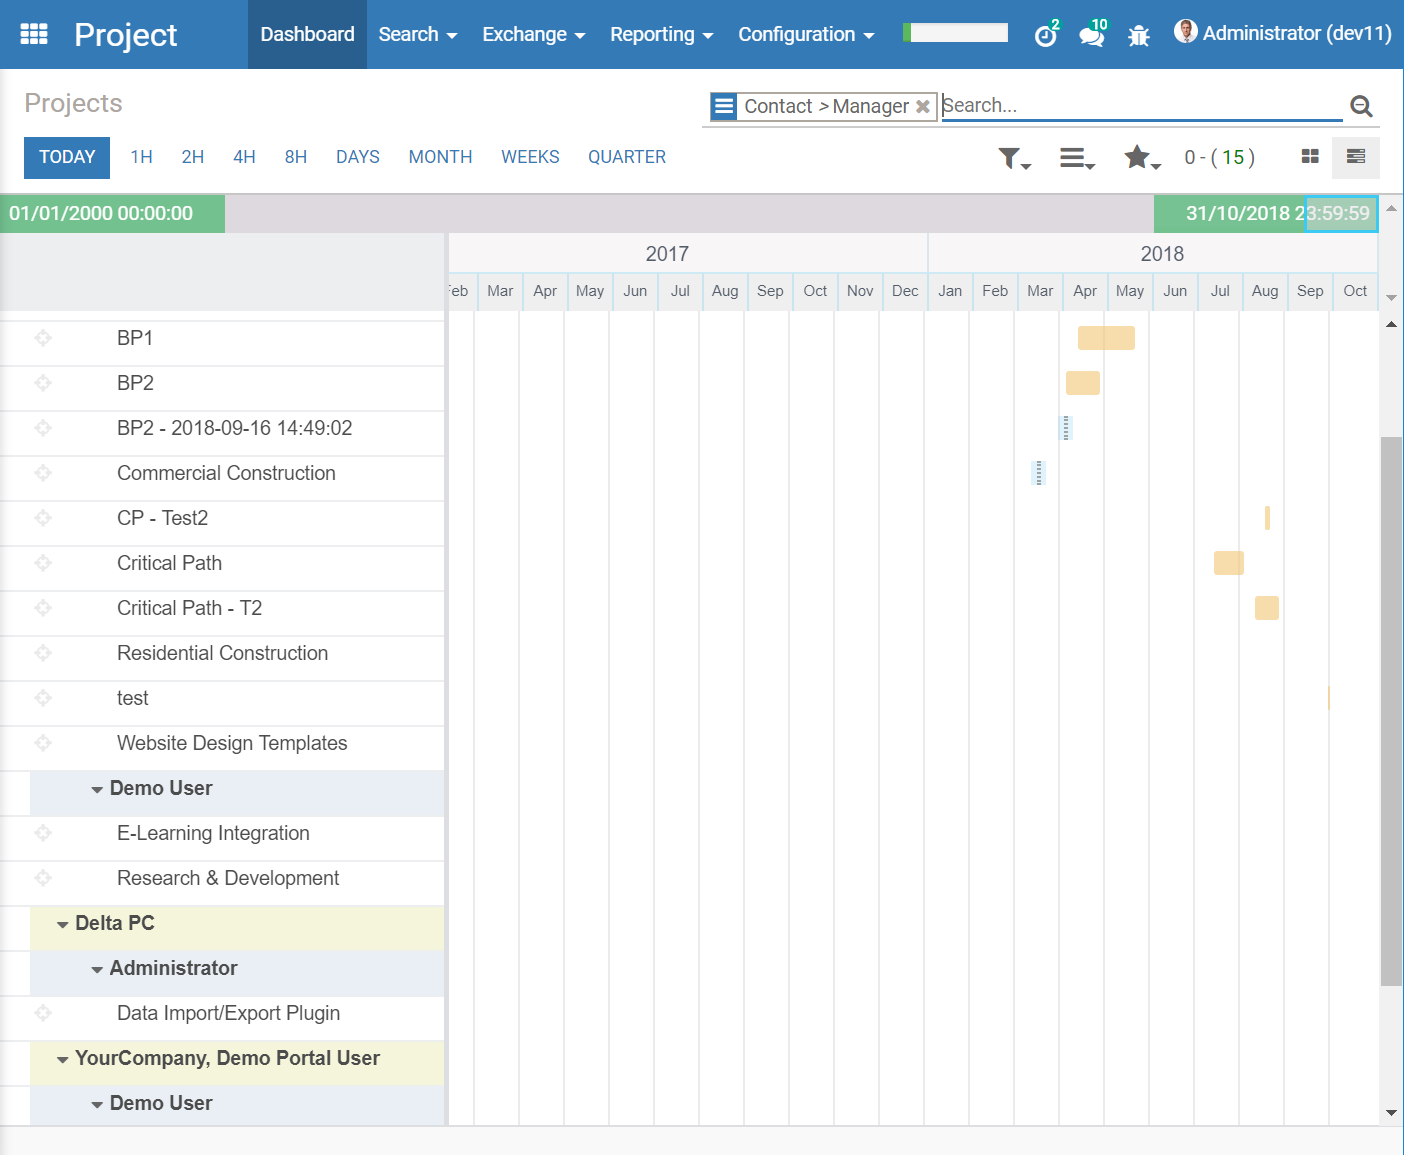 Project
Dashboard Search Exchange Reporting Configuration 2 10 Administrator (dev11)
Projects
Contact > Manager Search...
TODAY 1H 2H 4H 8H DAYS MONTH WEEKS QUARTER 0 - ( 15 )
01/01/2000 00:00:00 31/10/2018 23:59:59
2017 2018
Feb Mar Apr May Jun Jul Aug Sep Oct Nov Dec Jan Feb Mar Apr May Jun Jul Aug Sep Oct
BP1
BP2
BP2 - 2018-09-16 14:49:02
Commercial Construction
CP - Test2
Critical Path
Critical Path - T2
Residential Construction
test
Website Design Templates
Demo User
E-Learning Integration
Research & Development
Delta PC
Administrator
Data Import/Export Plugin
YourCompany, Demo Portal User
Demo User